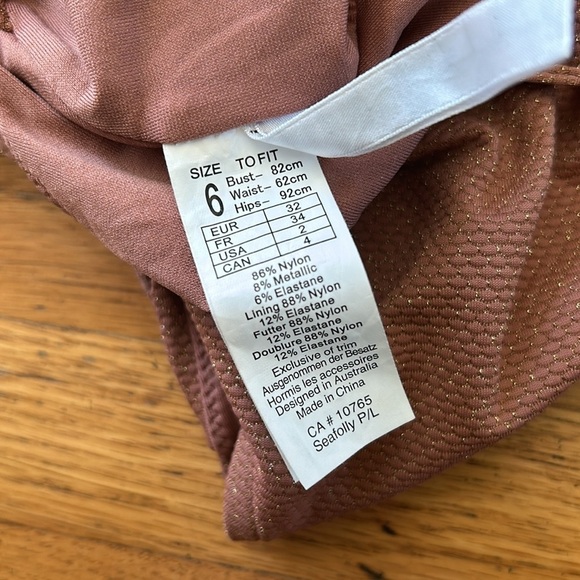 SIZE TO FIT
6 Bust– 82cm
Waist– 62cm
Hips– 92cm
EUR 32
FR 34
USA 2
CAN 4
86% Nylon
8% Metallic
6% Elastane
Lining 88% Nylon
12% Elastane
Futter 88% Nylon
12% Elastane
Doublure 88% Nylon
12% Elastane
Exclusive of trim
Ausgenommen der Besatz
Hormis les accessoires
Designed in Australia
Made in China
CA # 10765
Seafolly P/L